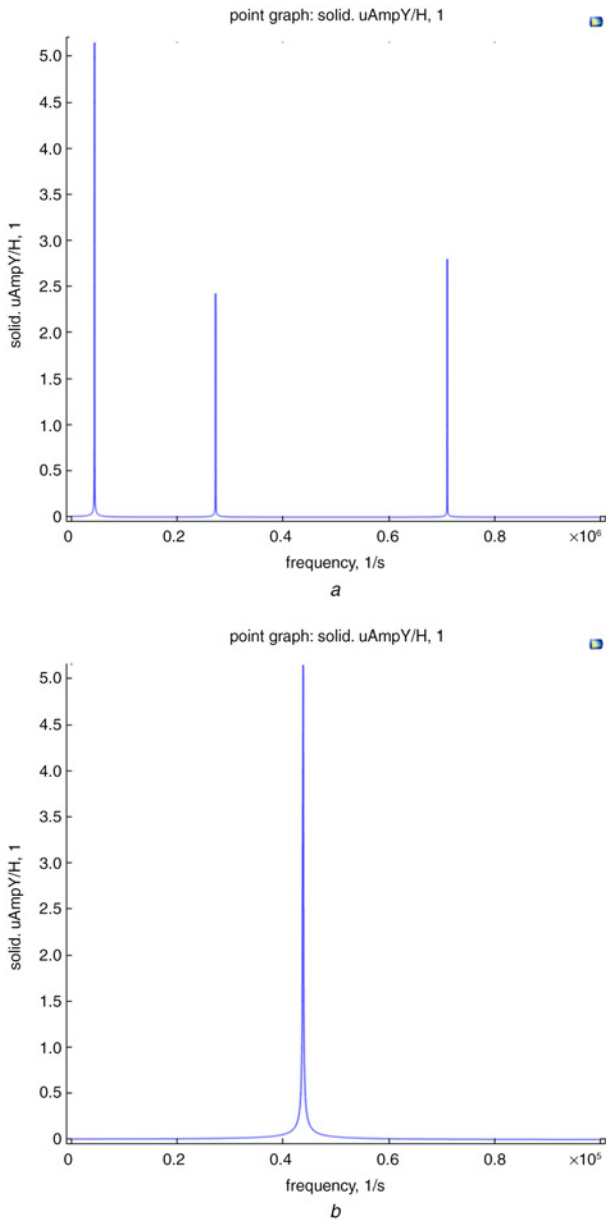 point graph: solid. uAmpY/H, 1
5.0
4.5
4.0
3.5
3.0
2.5
2.0
1.5
1.0
0.5
0
solid. uAmpY/H, 1
0 0.2 0.4 0.6 0.8 ×10⁶
frequency, 1/s
a
point graph: solid. uAmpY/H, 1
5.0
4.5
4.0
3.5
3.0
2.5
2.0
1.5
1.0
0.5
0
solid. uAmpY/H, 1
0 0.2 0.4 0.6 0.8 ×10⁵
frequency, 1/s
b